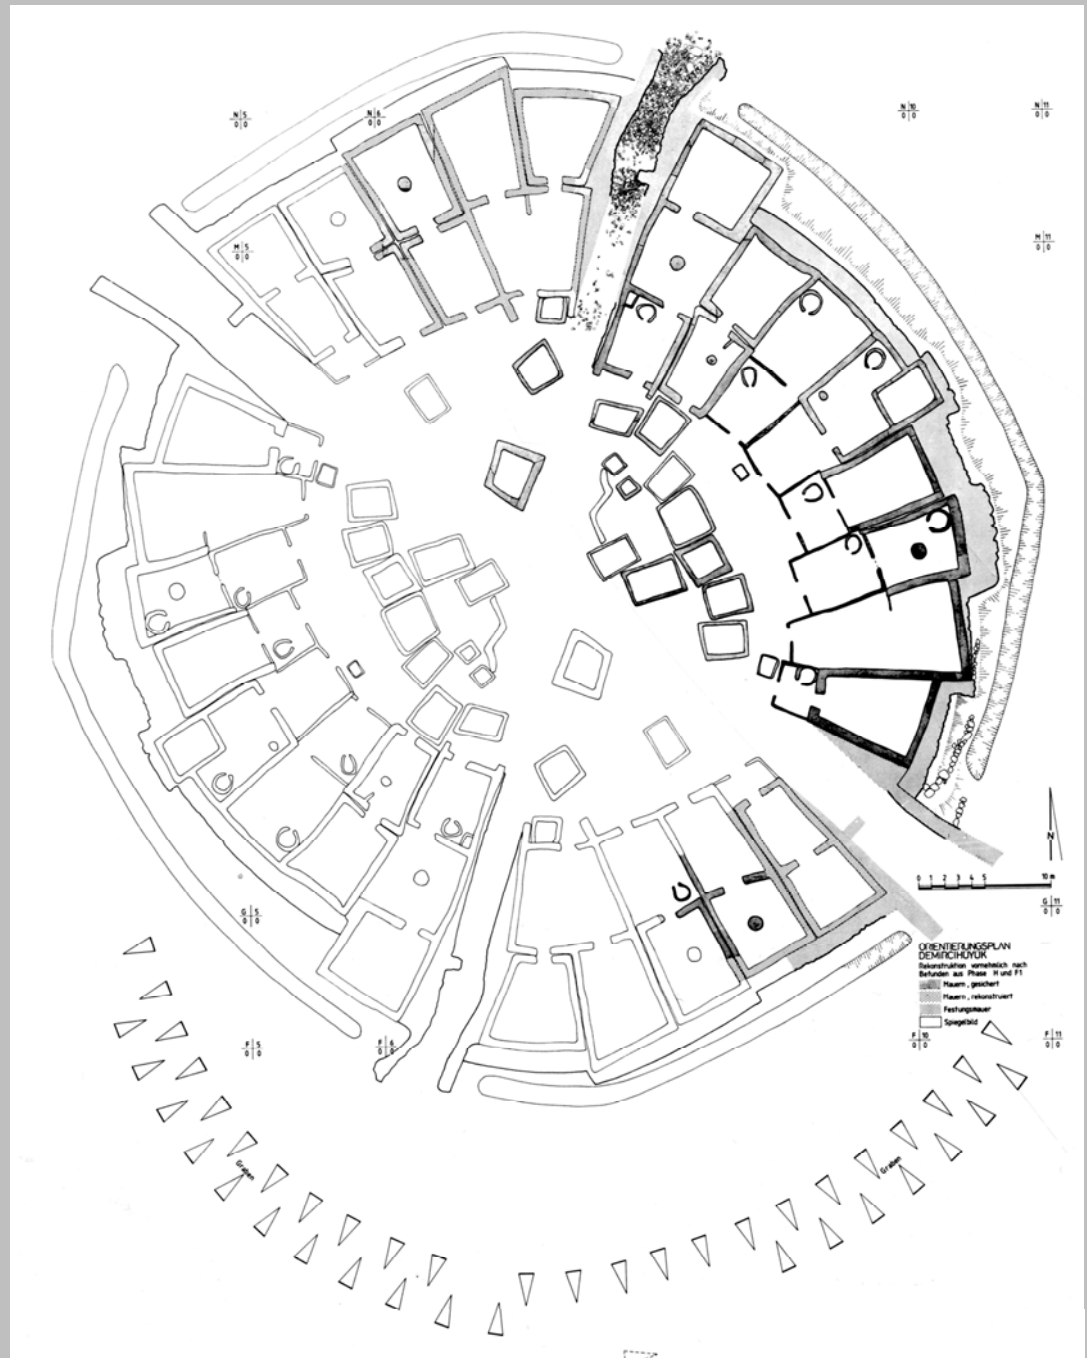 N 5
0 0
N 6
0 0
N 10
0 0
N 11
0 0
M 5
0 0
M 11
0 0
N
0 1 2 3 4 5 10 m
G 5
0 0
G 11
0 0
ORIENTIERUNGSPLAN
DEMIRCIHÜYÜK
Rekonstruktion vornehmlich nach
Befunden aus Phase H und F1
Mauern, gesichert
Mauern, rekonstruiert
Festungsmauer
Spiegelbild
F 5
0 0
F 6
0 0
F 10
0 0
F 11
0 0
Graben
Graben